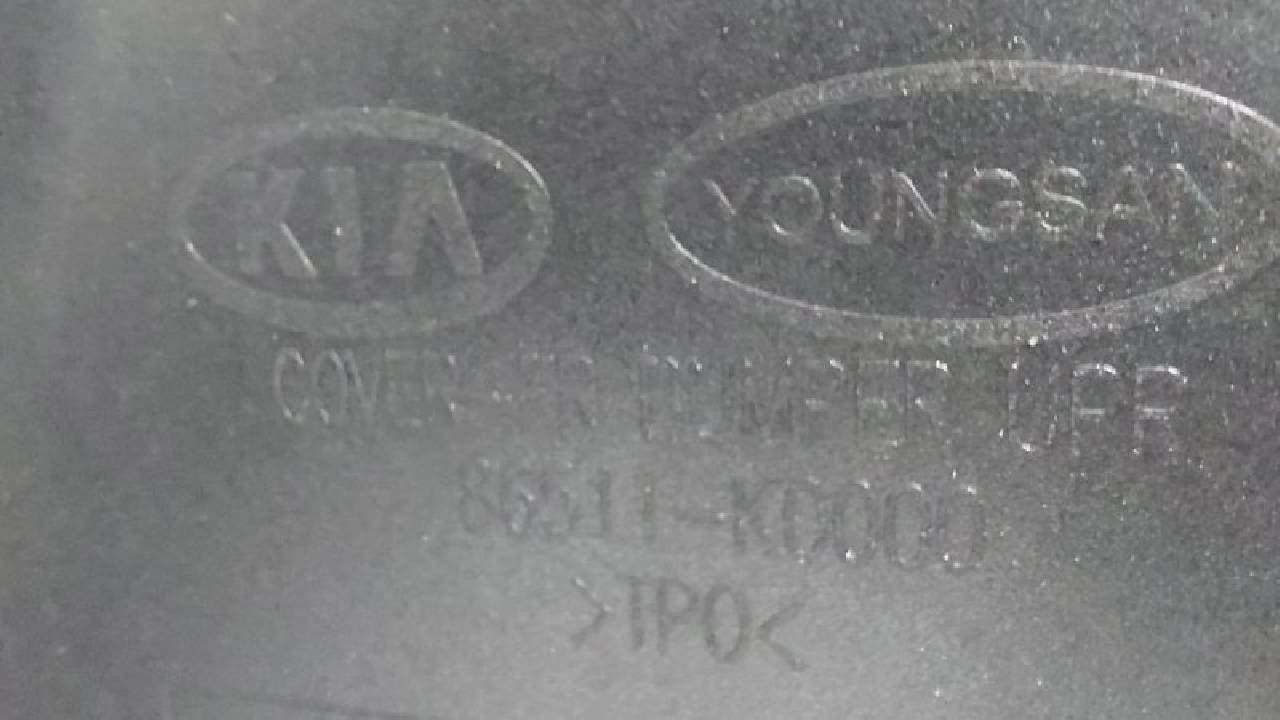 KIA YOUNGSAN
COVER-FR BUMPER UPR
86511-K0000
>TPO<